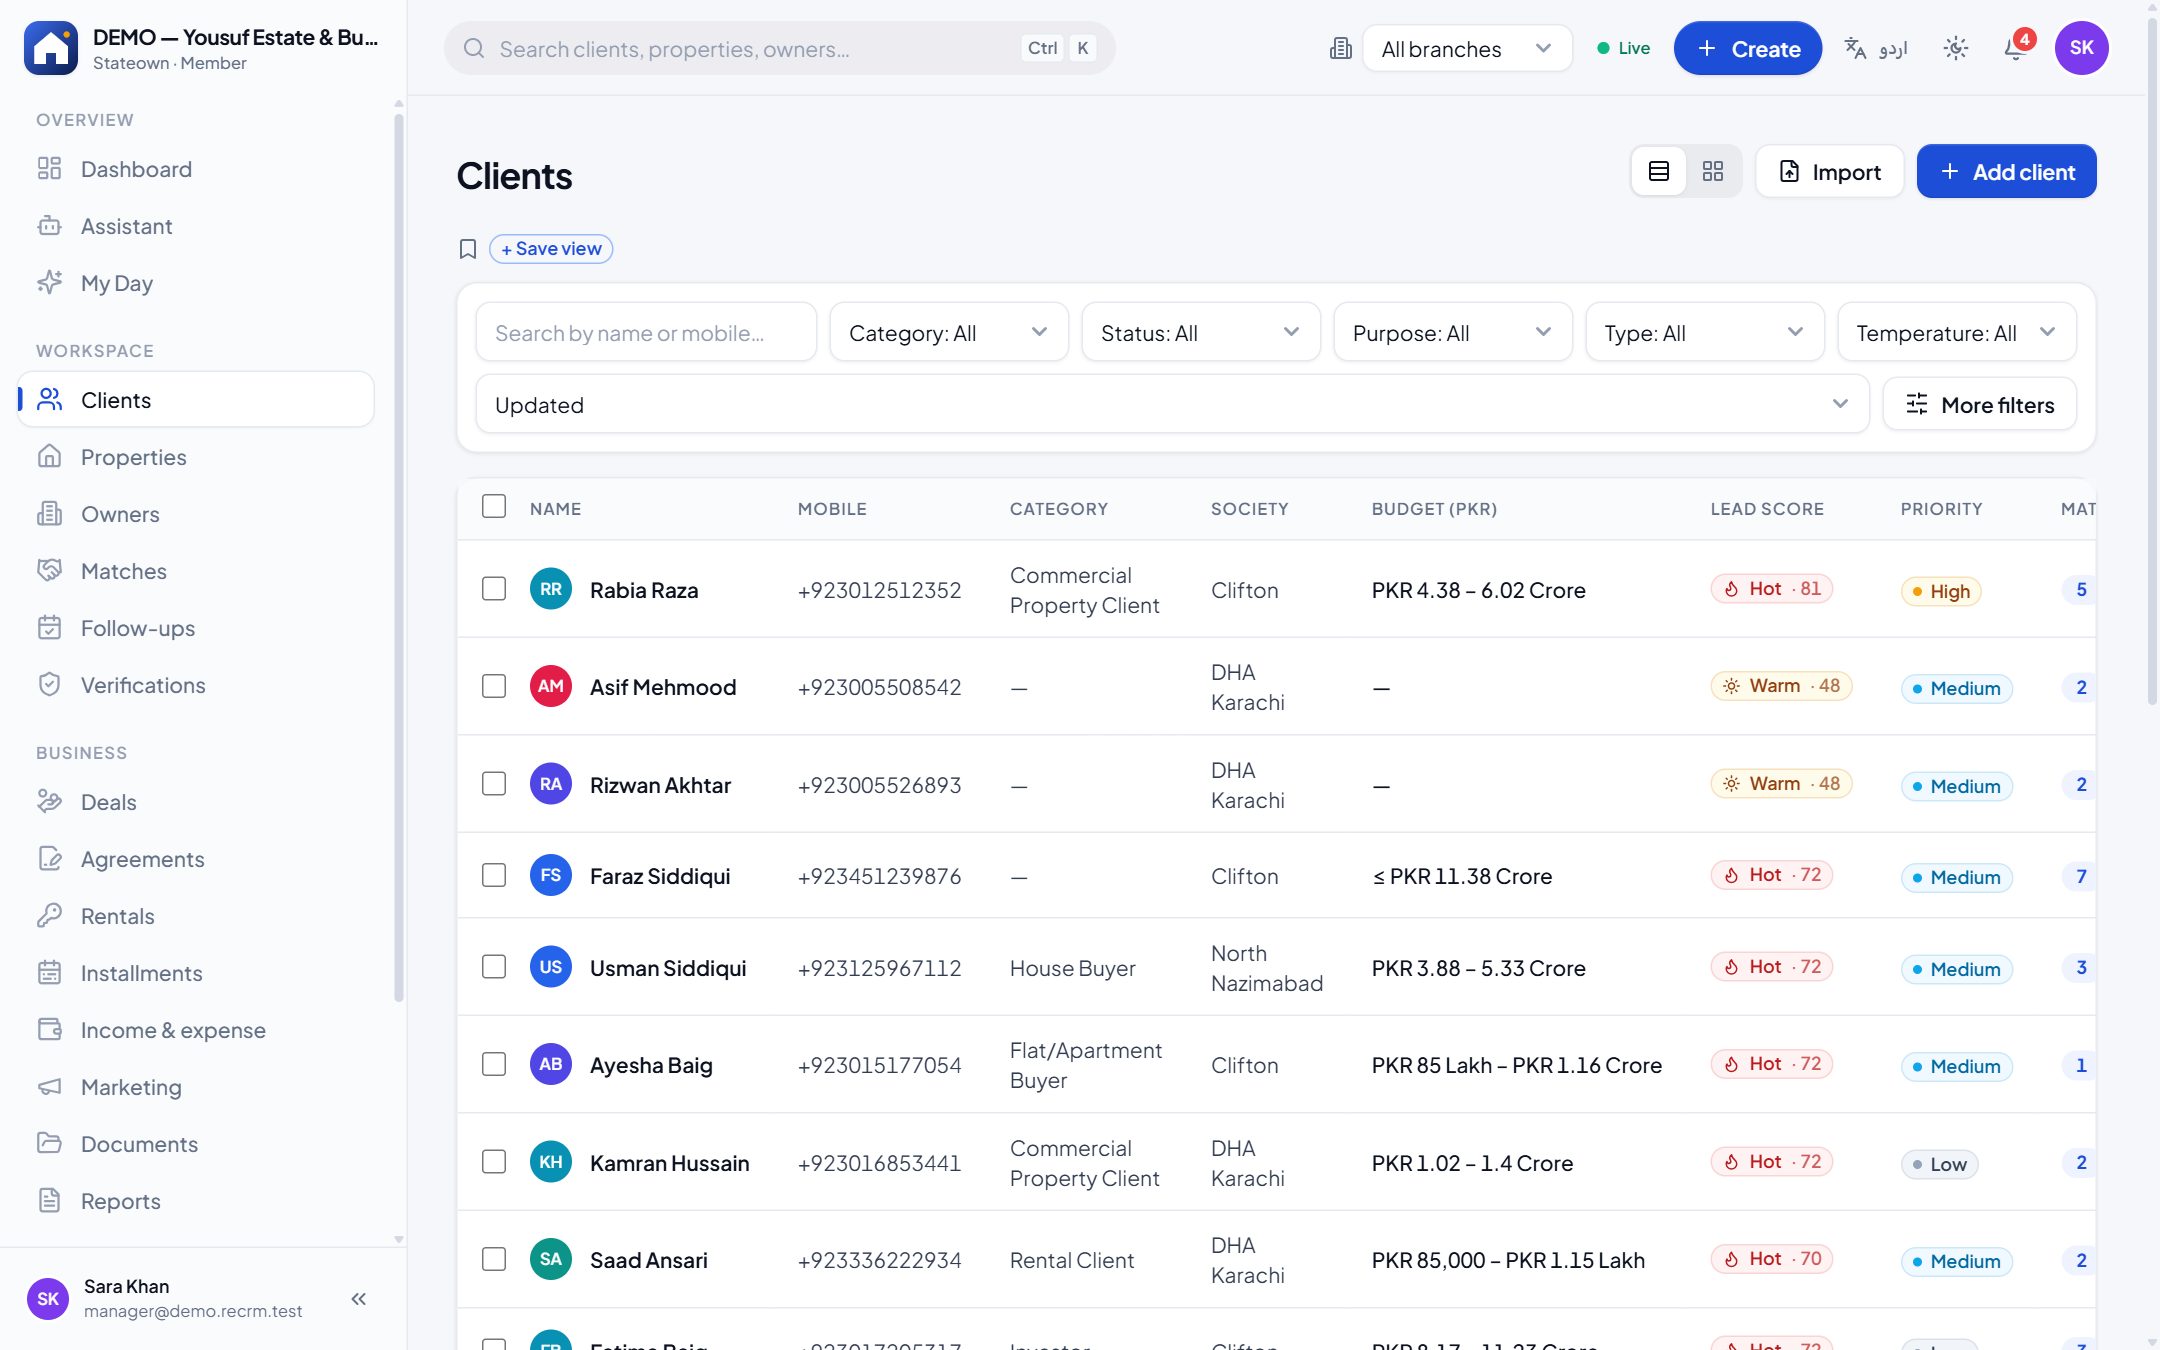 DEMO — Yousuf Estate & Bu...
Stateown · Member
Search clients, properties, owners...
Ctrl K
All branches
Live
+ Create
اردو
4
SK
OVERVIEW
Dashboard
Assistant
My Day
WORKSPACE
Clients
Properties
Owners
Matches
Follow-ups
Verifications
BUSINESS
Deals
Agreements
Rentals
Installments
Income & expense
Marketing
Documents
Reports
SK
Sara Khan
manager@demo.recrm.test
Clients
Import
+ Add client
+ Save view
Search by name or mobile...
Category: All
Status: All
Purpose: All
Type: All
Temperature: All
Updated
More filters
NAME MOBILE CATEGORY SOCIETY BUDGET (PKR) LEAD SCORE PRIORITY MAT
RR Rabia Raza +923012512352 Commercial Property Client Clifton PKR 4.38 – 6.02 Crore Hot · 81 High 5
AM Asif Mehmood +923005508542 — DHA Karachi — Warm · 48 Medium 2
RA Rizwan Akhtar +923005526893 — DHA Karachi — Warm · 48 Medium 2
FS Faraz Siddiqui +923451239876 — Clifton ≤ PKR 11.38 Crore Hot · 72 Medium 7
US Usman Siddiqui +923125967112 House Buyer North Nazimabad PKR 3.88 – 5.33 Crore Hot · 72 Medium 3
AB Ayesha Baig +923015177054 Flat/Apartment Buyer Clifton PKR 85 Lakh – PKR 1.16 Crore Hot · 72 Medium 1
KH Kamran Hussain +923016853441 Commercial Property Client DHA Karachi PKR 1.02 – 1.4 Crore Hot · 72 Low 2
SA Saad Ansari +923336222934 Rental Client DHA Karachi PKR 85,000 – PKR 1.15 Lakh Hot · 70 Medium 2